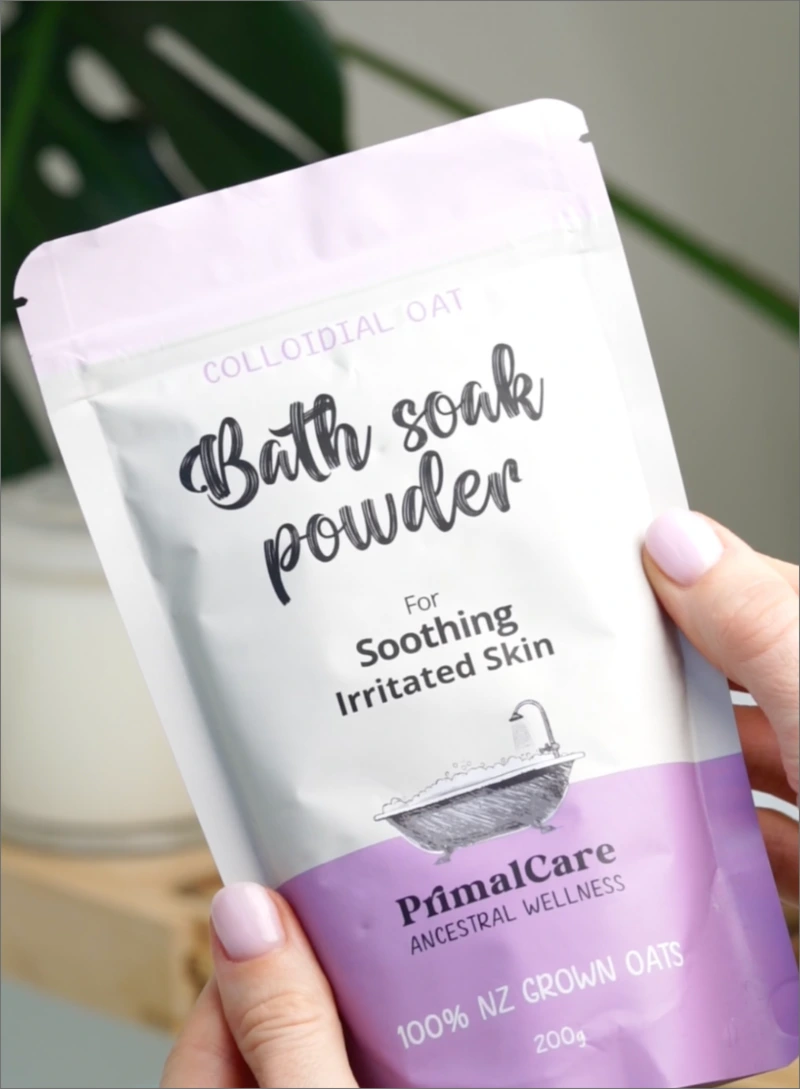 COLLOIDIAL OAT
Bath soak
powder
For
Soothing
Irritated Skin
PrimalCare
ANCESTRAL WELLNESS
100% NZ GROWN OATS
200g